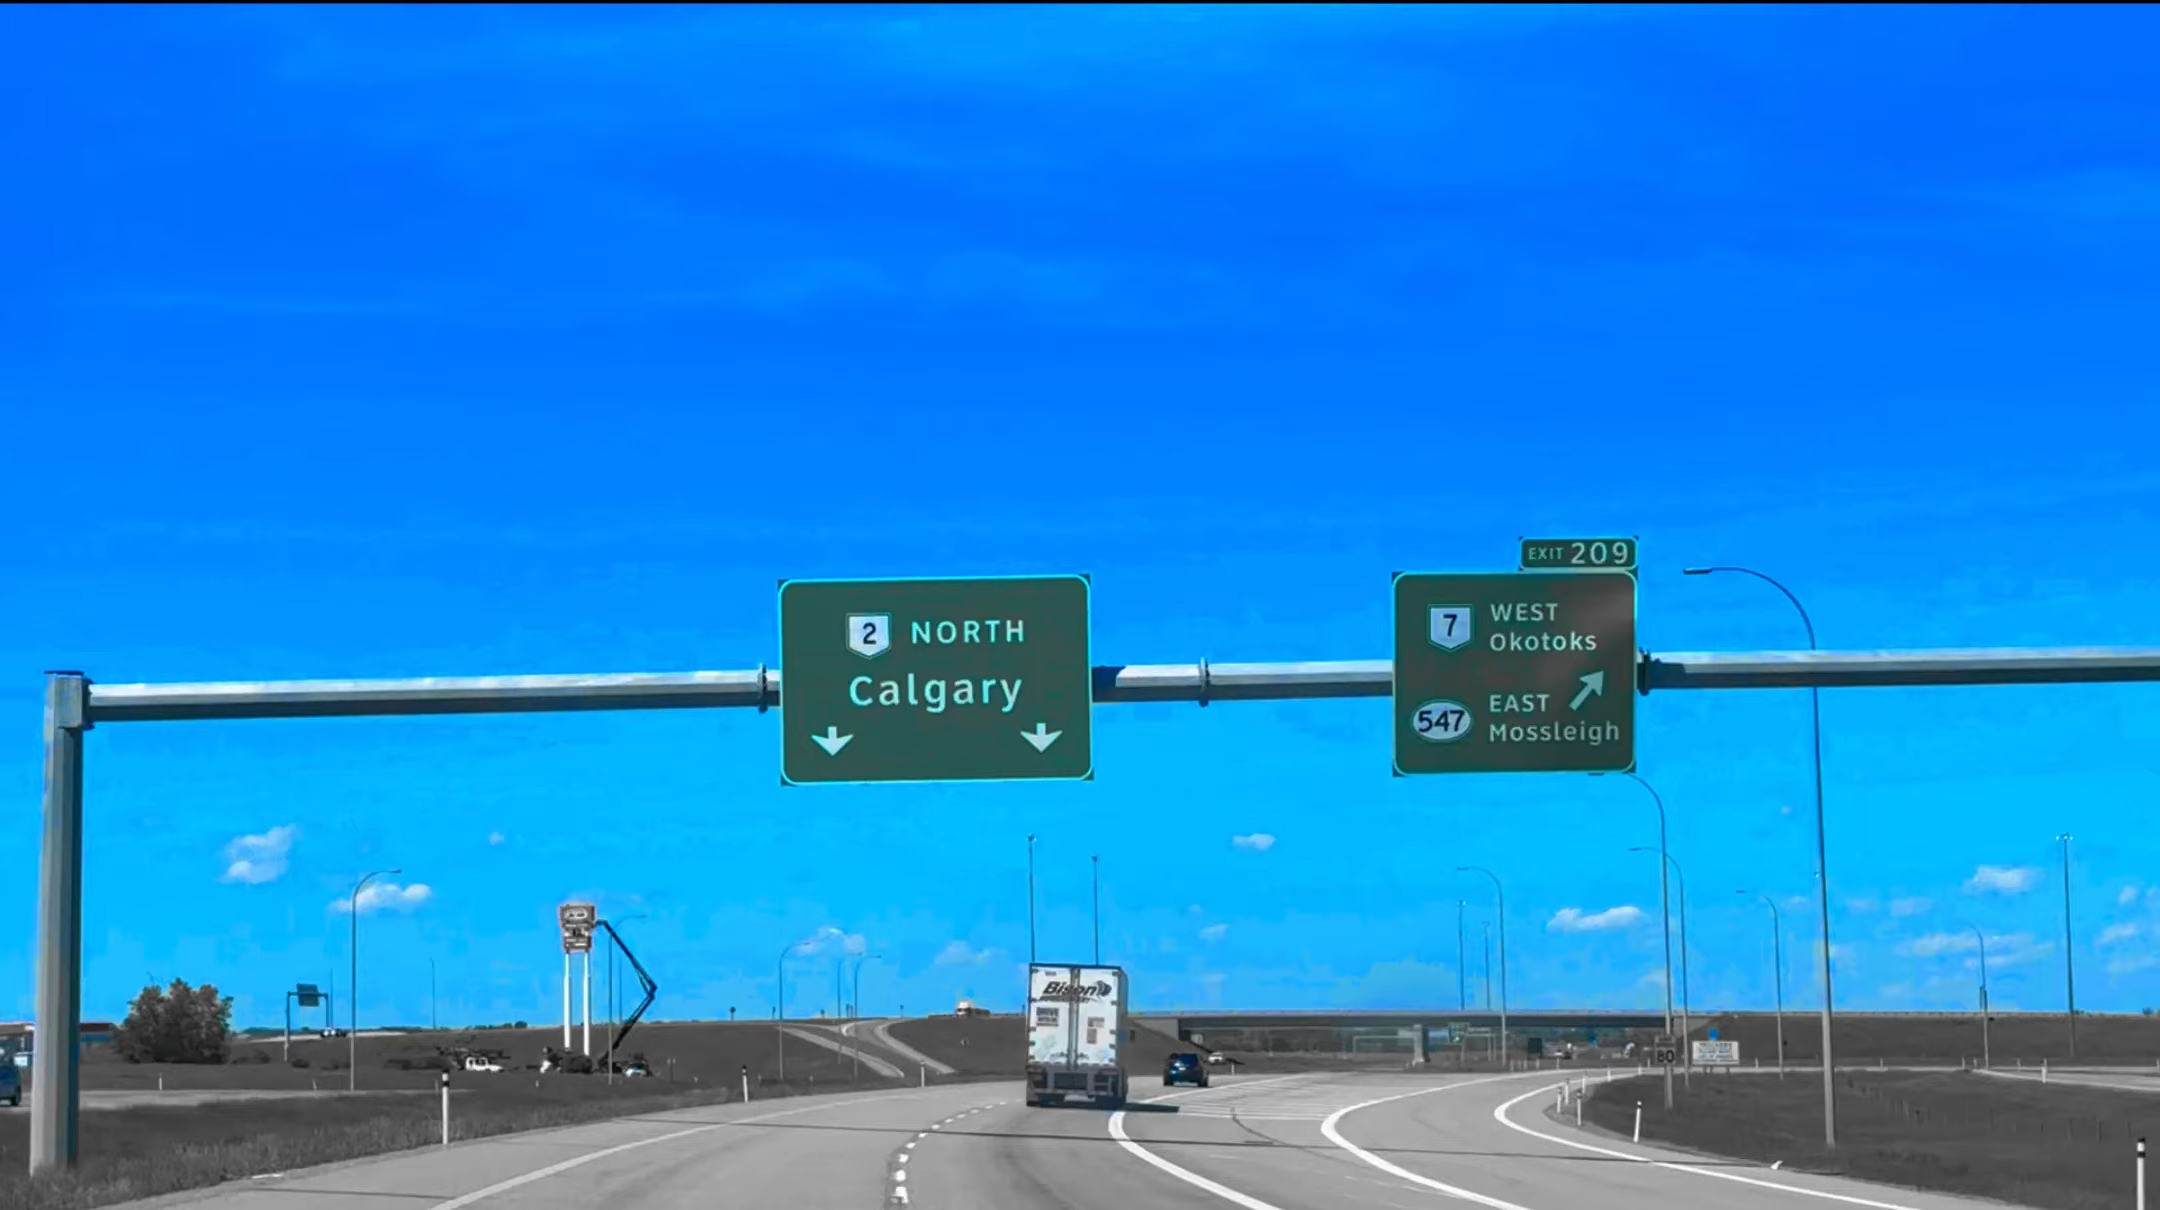 EXIT 209
2 NORTH
Calgary
7 WEST
Okotoks
547 EAST
Mossleigh
Bison
80